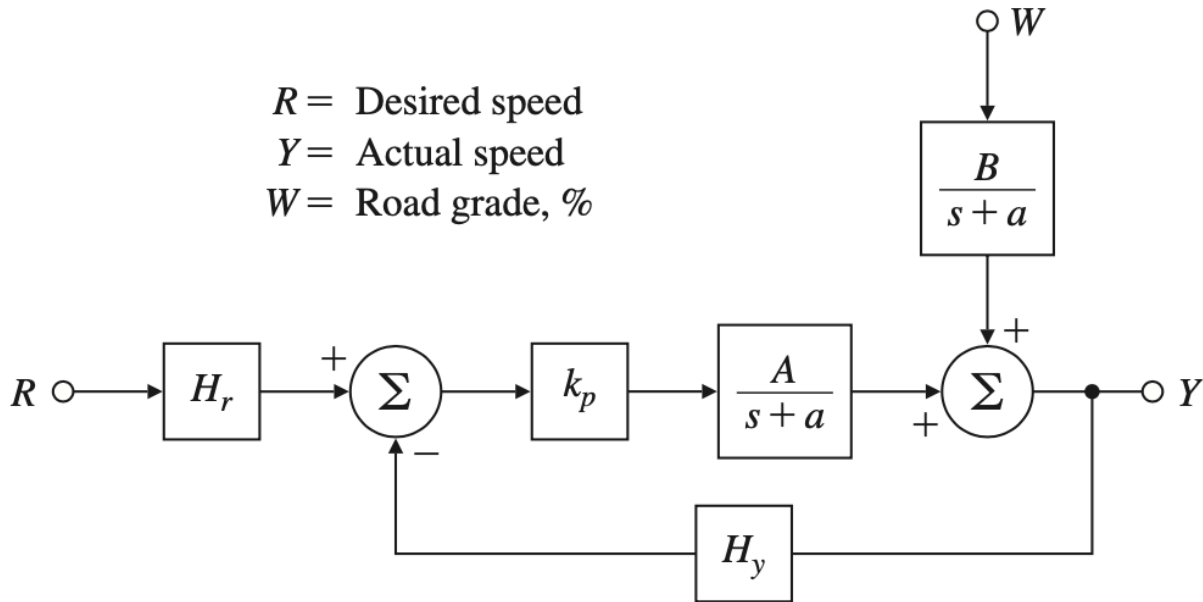 W
R = Desired speed
Y = Actual speed
W = Road grade, %
B
s + a
+
R
H_r
+
Σ
−
k_p
A
s + a
+
Σ
Y
H_y